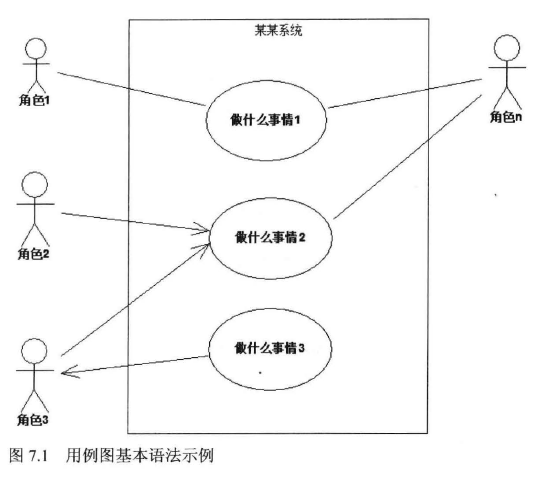 某某系统
角色1
做什么事情1
角色n
角色2
做什么事情2
做什么事情3
角色3
图 7.1 用例图基本语法示例